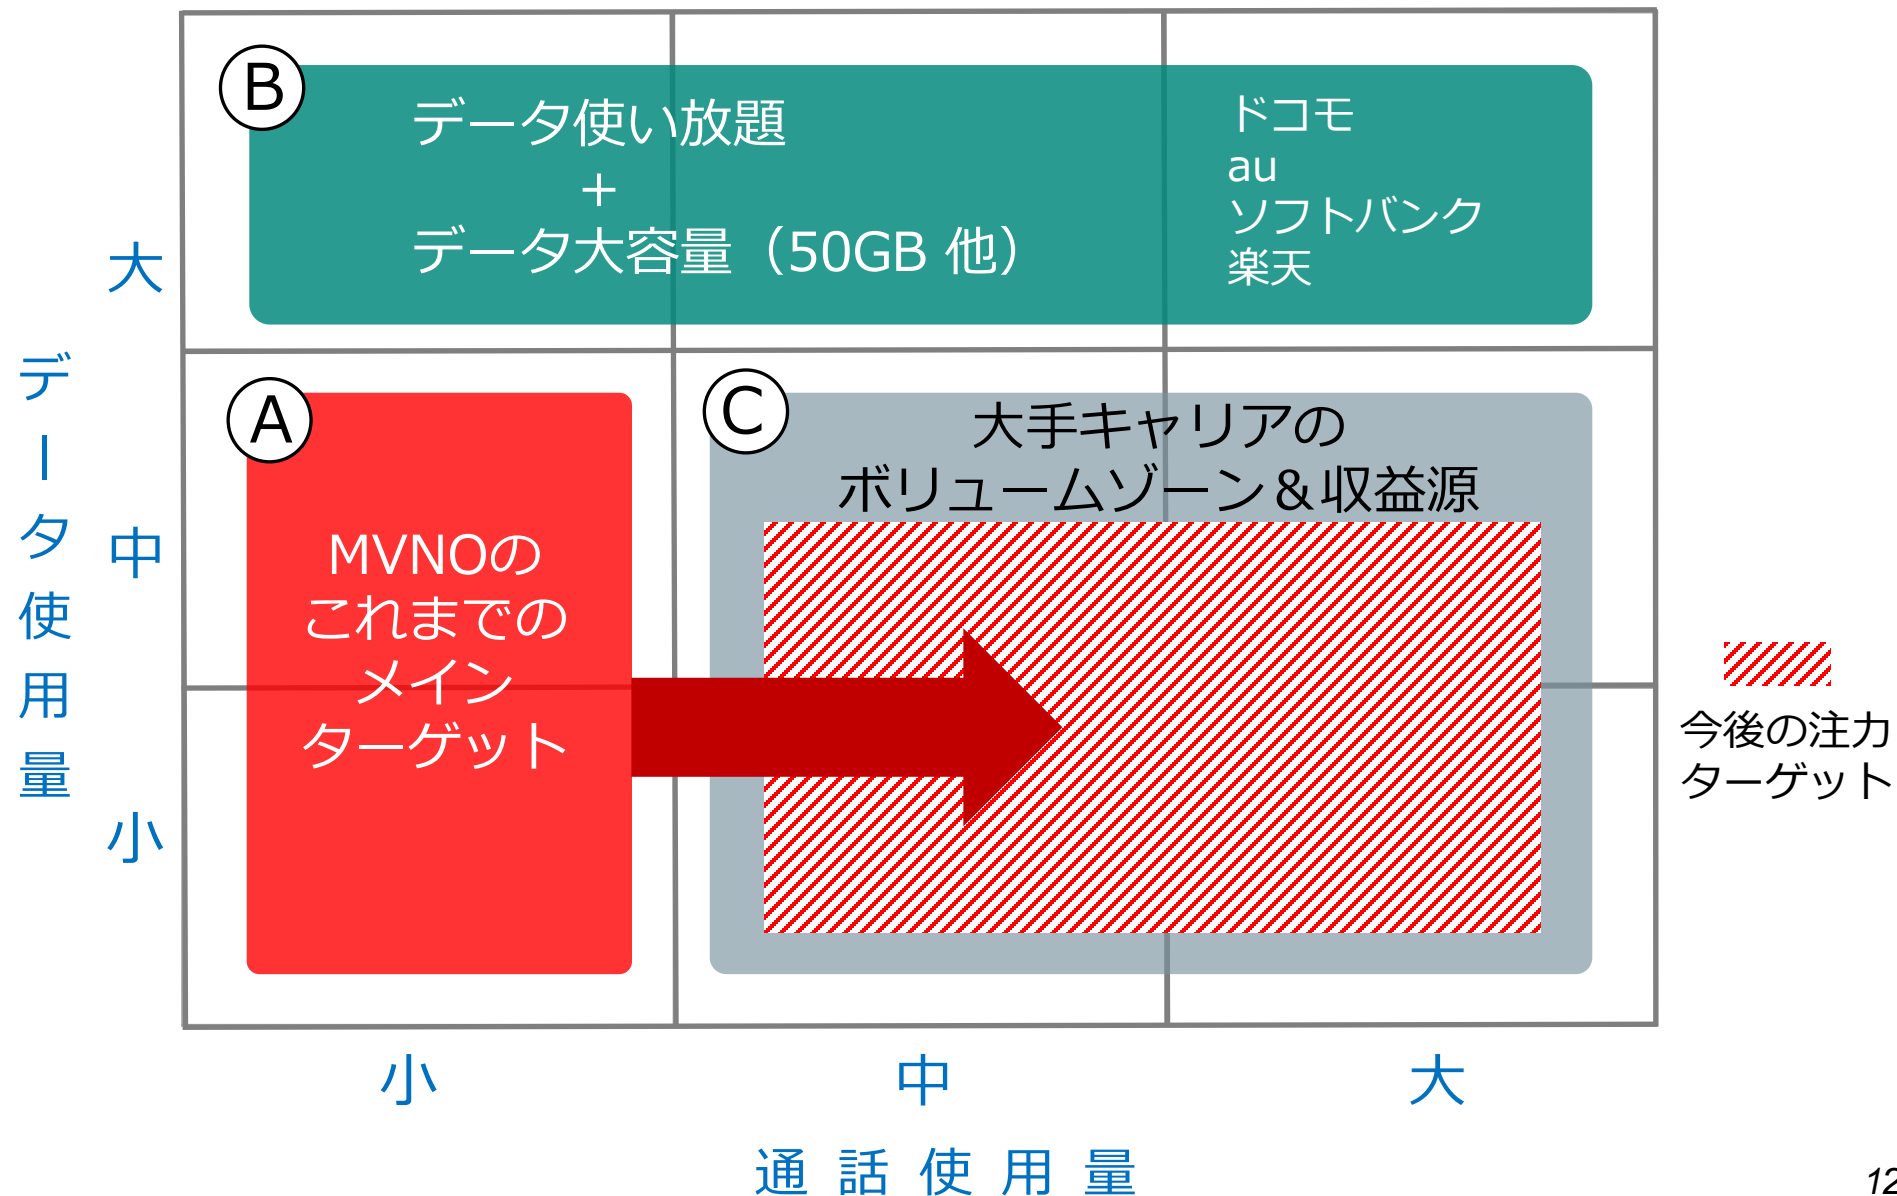 B
データ使い放題
+
データ大容量（50GB 他）
ドコモ
au
ソフトバンク
楽天
A
MVNOの
これまでの
メイン
ターゲット
C
大手キャリアの
ボリュームゾーン＆収益源
大
中
小
データ使用量
今後の注力
ターゲット
小 中 大
通話使用量
12